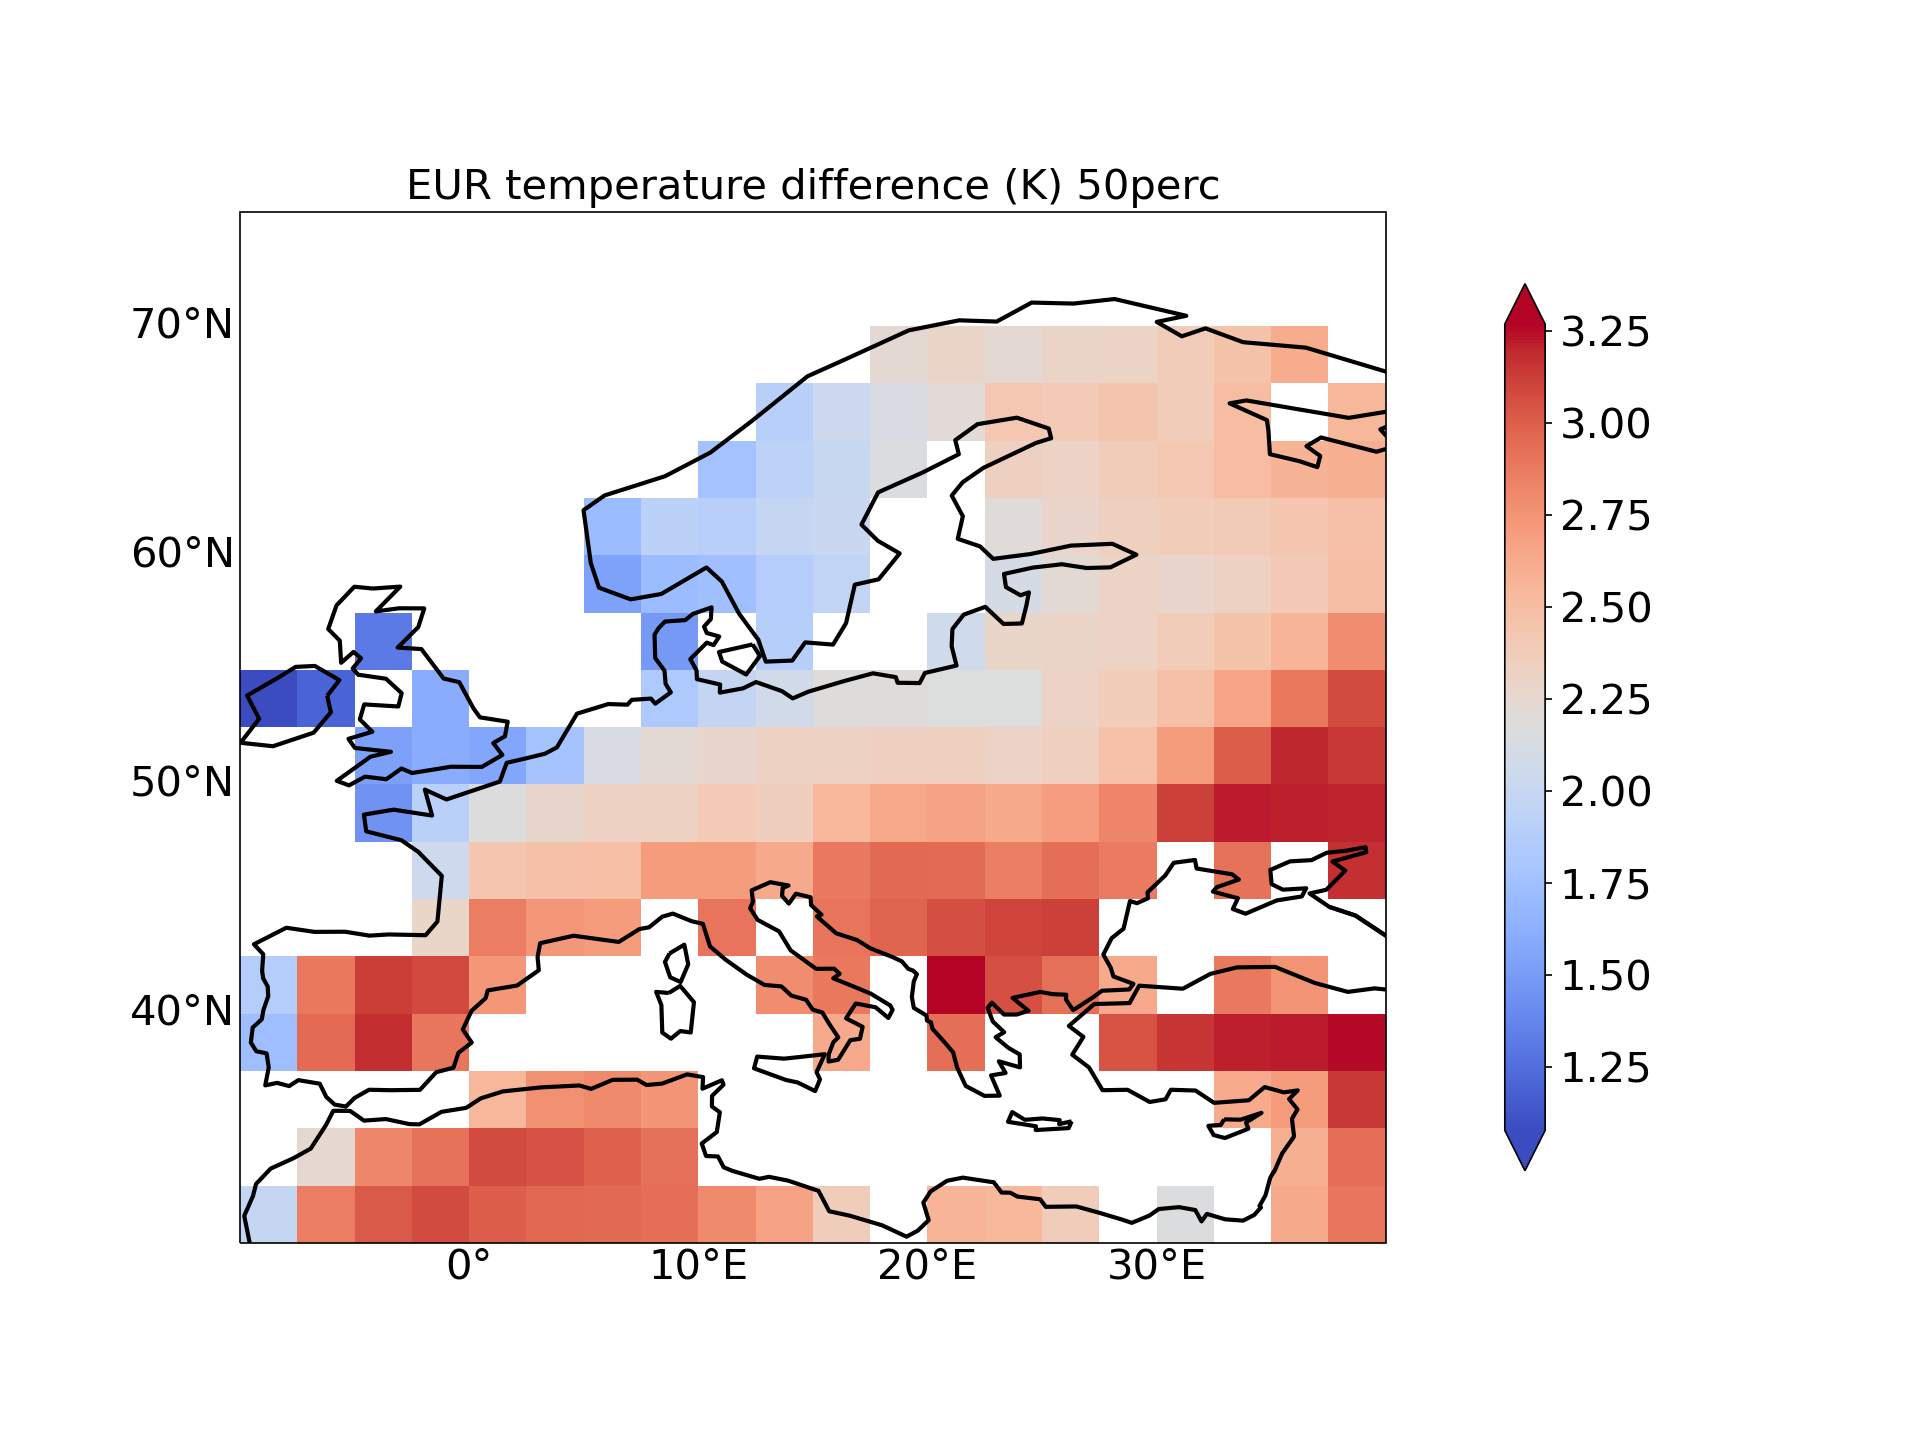 EUR temperature difference (K) 50perc
70°N
60°N
50°N
40°N
0°
10°E
20°E
30°E
3.25
3.00
2.75
2.50
2.25
2.00
1.75
1.50
1.25